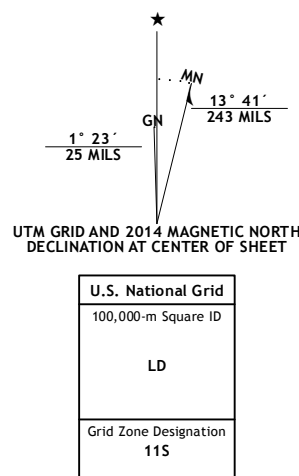 ★
MN
GN
13° 41´
243 MILS
1° 23´
25 MILS
UTM GRID AND 2014 MAGNETIC NORTH
DECLINATION AT CENTER OF SHEET
U.S. National Grid
100,000-m Square ID
LD
Grid Zone Designation
11S